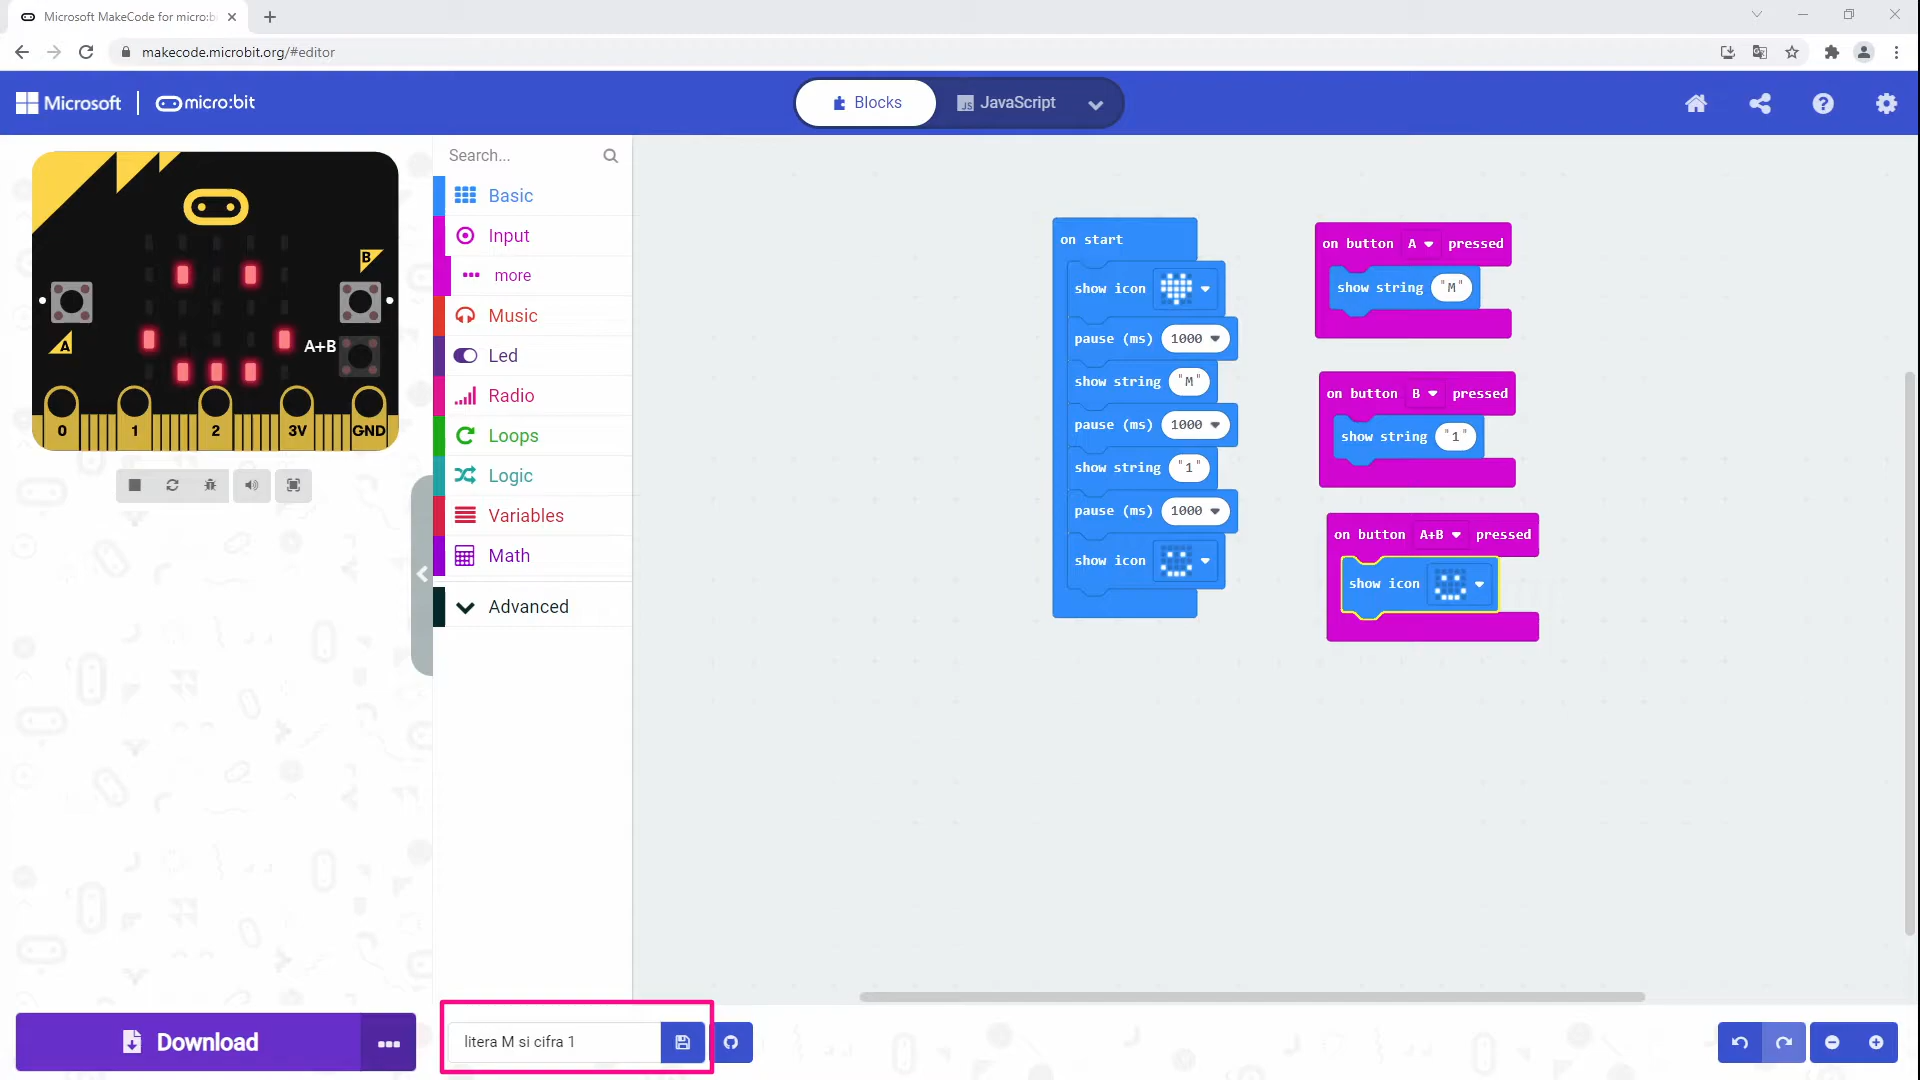 Microsoft MakeCode for micro:b
makecode.microbit.org/#editor
Microsoft
micro:bit
Blocks
JavaScript
Search...
Basic
Input
more
Music
Led
Radio
Loops
Logic
Variables
Math
Advanced
B
A
A+B
0
1
2
3V
GND
on start
show icon
pause (ms) 1000
show string "M"
pause (ms) 1000
show string "1"
pause (ms) 1000
show icon
on button A pressed
show string "M"
on button B pressed
show string "1"
on button A+B pressed
show icon
Download
litera M si cifra 1